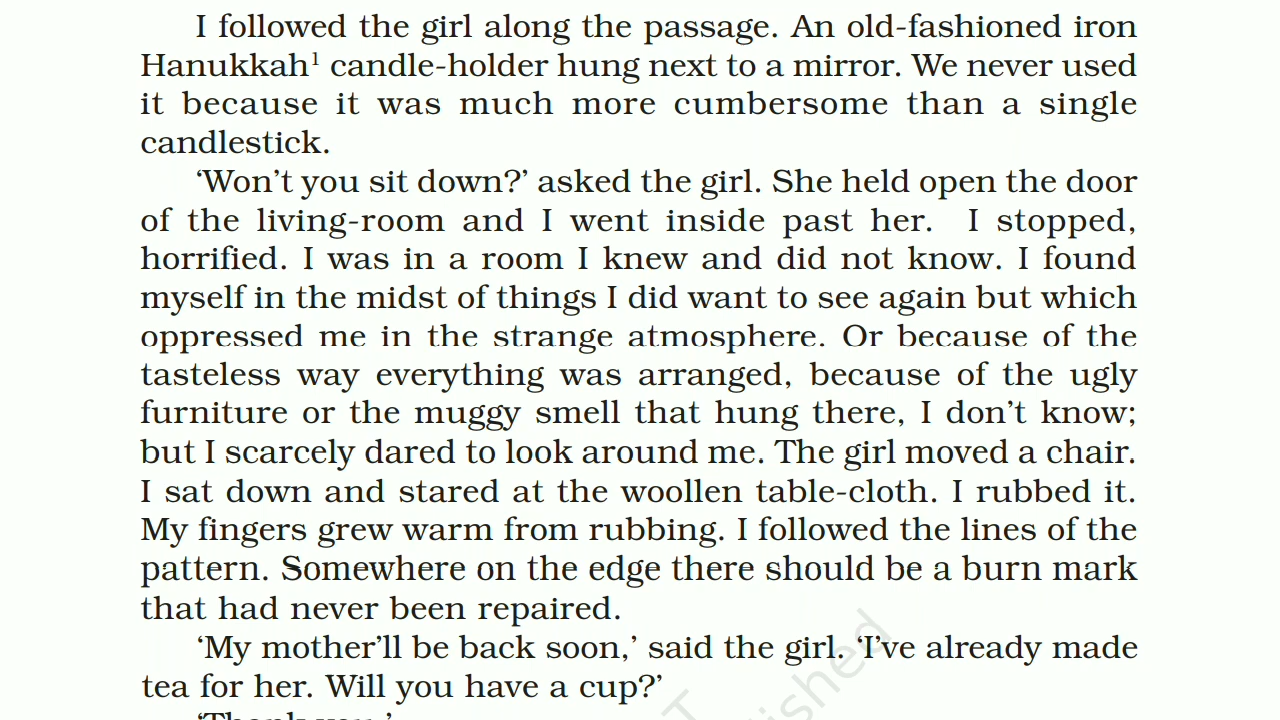 I followed the girl along the passage. An old-fashioned iron
Hanukkah¹ candle-holder hung next to a mirror. We never used
it because it was much more cumbersome than a single
candlestick.
‘Won’t you sit down?’ asked the girl. She held open the door
of the living-room and I went inside past her. I stopped,
horrified. I was in a room I knew and did not know. I found
myself in the midst of things I did want to see again but which
oppressed me in the strange atmosphere. Or because of the
tasteless way everything was arranged, because of the ugly
furniture or the muggy smell that hung there, I don’t know;
but I scarcely dared to look around me. The girl moved a chair.
I sat down and stared at the woollen table-cloth. I rubbed it.
My fingers grew warm from rubbing. I followed the lines of the
pattern. Somewhere on the edge there should be a burn mark
that had never been repaired.
‘My mother’ll be back soon,’ said the girl. ‘I’ve already made
tea for her. Will you have a cup?’
‘Thank you.’